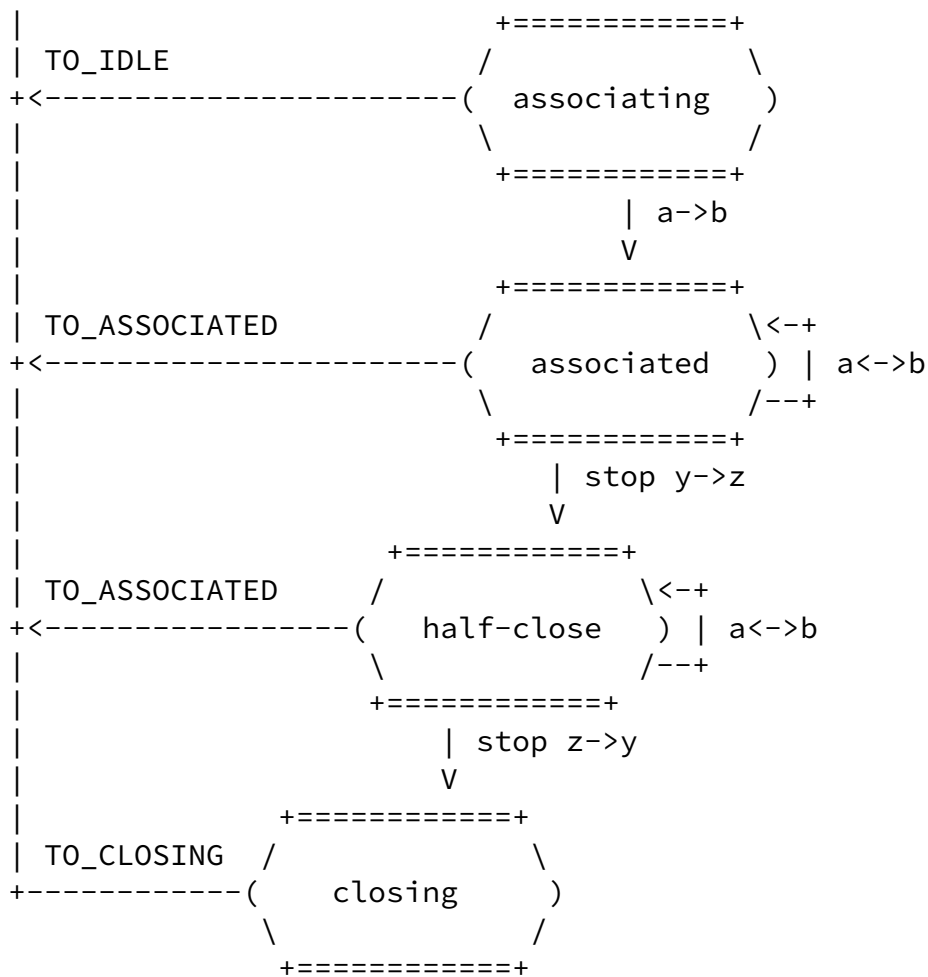 |                          +============+
| TO_IDLE                 /              \
+<-----------------------(  associating   )
|                         \              /
|                          +============+
|                                 | a->b
|                                 V
|                          +============+
| TO_ASSOCIATED           /              \<-+
+<-----------------------(   associated   ) | a<->b
|                         \              /--+
|                          +============+
|                             | stop y->z
|                             V
|                    +============+
| TO_ASSOCIATED     /              \<-+
+<-----------------(   half-close   ) | a<->b
|                   \              /--+
|                   +============+
|                       | stop z->y
|                       V
|              +============+
| TO_CLOSING  /              \
+------------(    closing     )
              \              /
               +============+